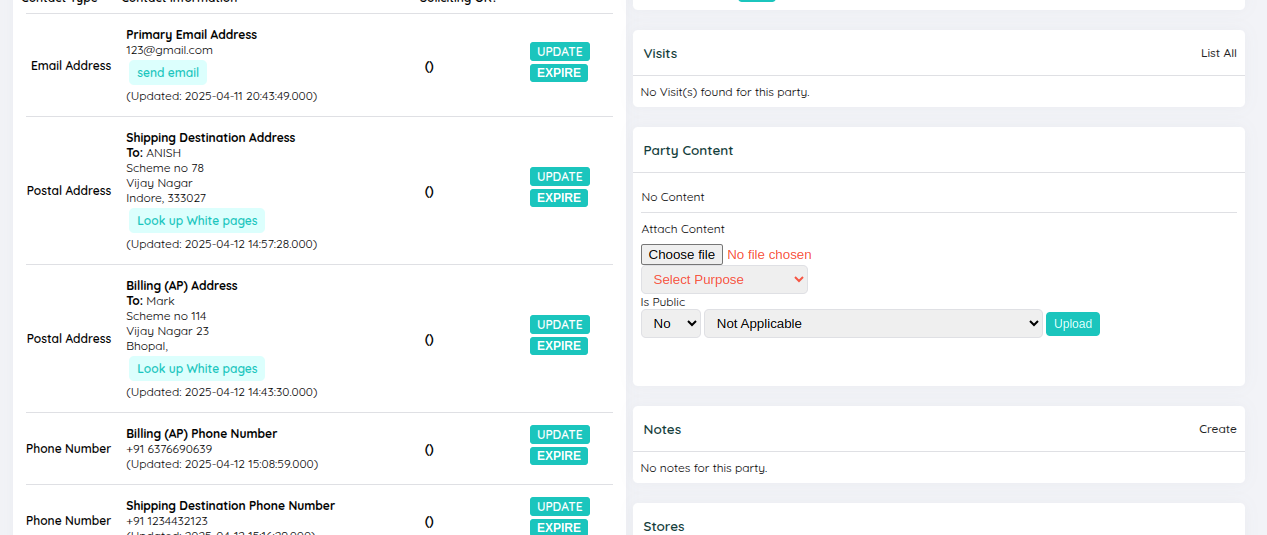 Contact Type Contact Information Soliciting OK?
Primary Email Address
123@gmail.com
Email Address
send email
(Updated: 2025-04-11 20:43:49.000)
()
UPDATE
EXPIRE
Shipping Destination Address
To: ANISH
Scheme no 78
Vijay Nagar
Indore, 333027
Postal Address
Look up White pages
(Updated: 2025-04-12 14:57:28.000)
()
UPDATE
EXPIRE
Billing (AP) Address
To: Mark
Scheme no 114
Vijay Nagar 23
Bhopal,
Postal Address
Look up White pages
(Updated: 2025-04-12 14:43:30.000)
()
UPDATE
EXPIRE
Billing (AP) Phone Number
+91 6376690639
(Updated: 2025-04-12 15:08:59.000)
Phone Number
()
UPDATE
EXPIRE
Shipping Destination Phone Number
+91 1234432123
Phone Number
()
UPDATE
EXPIRE
Visits List All
No Visit(s) found for this party.
Party Content
No Content
Attach Content
Choose file No file chosen
Select Purpose
Is Public
No Not Applicable Upload
Notes Create
No notes for this party.
Stores